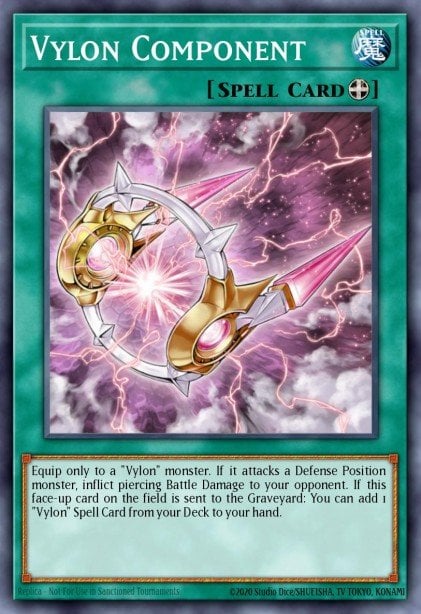 VYLON COMPONENT
SPELL
魔
[SPELL CARD]
Equip only to a "Vylon" monster. If it attacks a Defense Position
monster, inflict piercing Battle Damage to your opponent. If this
face-up card on the field is sent to the Graveyard: You can add 1
"Vylon" Spell Card from your Deck to your hand.
Replica - Not For Use in Sanctioned Tournaments
©2020 Studio Dice/SHUEISHA, TV TOKYO, KONAMI